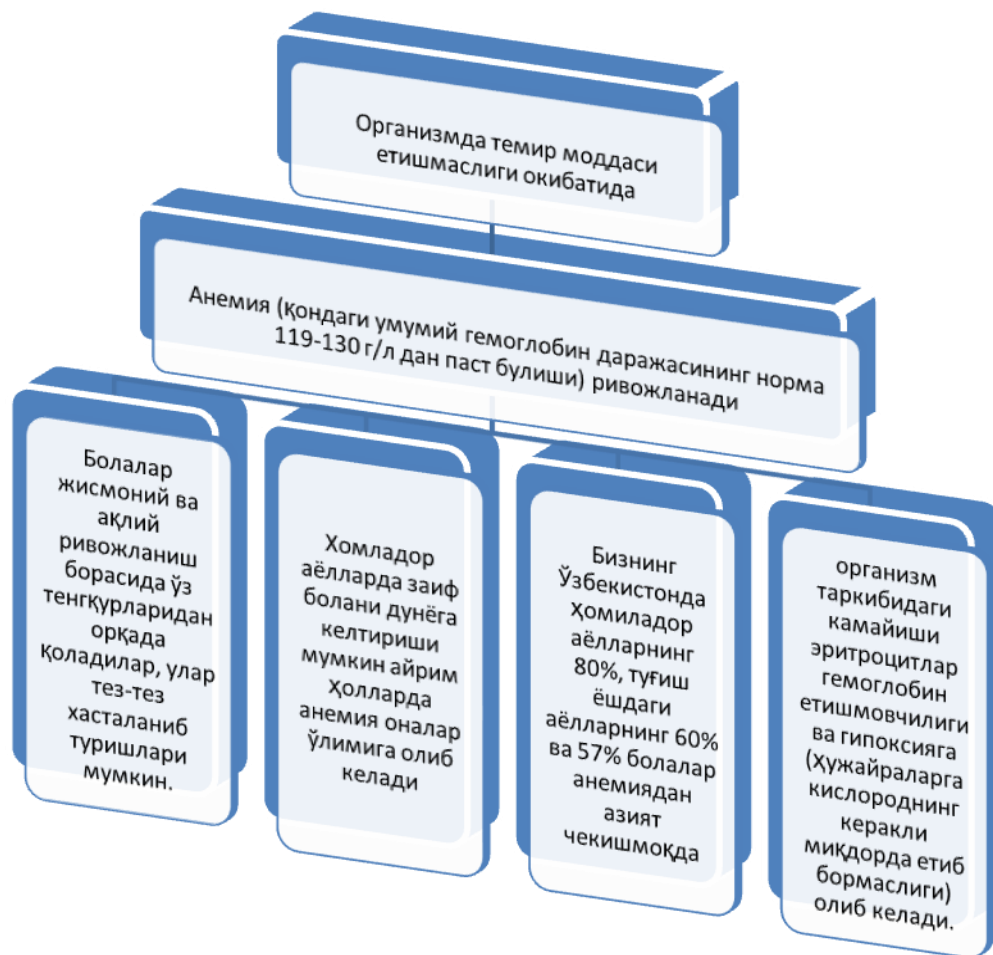 Организмда темир моддаси
етишмаслиги окибатида
Анемия (қондаги умумий гемоглобин даражасининг норма
119-130 г/л дан паст булиши) ривожланади
Болалар
жисмоний ва
ақлий
ривожланиш
борасида ўз
тенгқурларидан
орқада
қоладилар, улар
тез-тез
хасталаниб
туришлари
мумкин.
Хомладор
аёлларда заиф
болани дунёга
келтириши
мумкин айрим
ҳолларда
анемия оналар
ўлимига олиб
келади
Бизнинг
Ўзбекистонда
ҳомиладор
аёлларнинг
80%, туғиш
ёшдаги
аёлларнинг 60%
ва 57% болалар
анемиядан
азият
чекишмоқда
организм
таркибидаги
камайиши
эритроцитлар
гемоглобин
етишмовчилиги
ва гипоксияга
(ҳужайраларга
кислороднинг
керакли
миқдорда етиб
бормаслиги)
олиб келади.